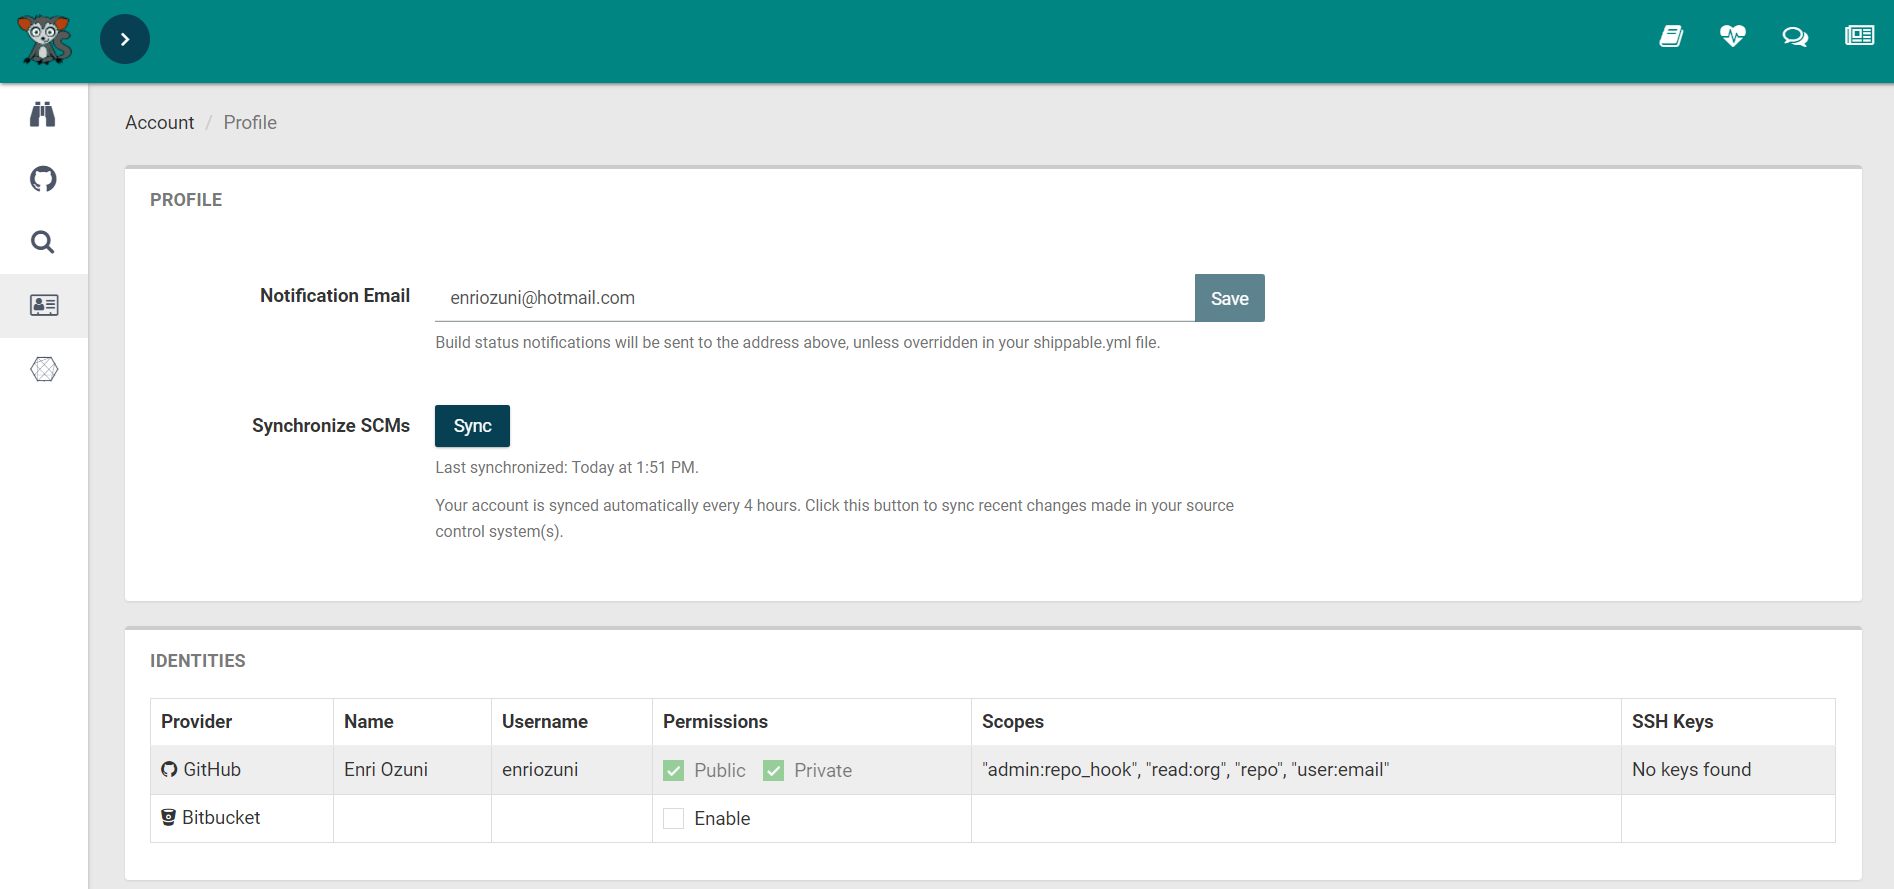 Account / Profile
PROFILE
Notification Email
enriozuni@hotmail.com
Save
Build status notifications will be sent to the address above, unless overridden in your shippable.yml file.
Synchronize SCMs
Sync
Last synchronized: Today at 1:51 PM.
Your account is synced automatically every 4 hours. Click this button to sync recent changes made in your source
control system(s).
IDENTITIES
Provider Name Username Permissions Scopes SSH Keys
GitHub Enri Ozuni enriozuni Public Private "admin:repo_hook", "read:org", "repo", "user:email" No keys found
Bitbucket Enable